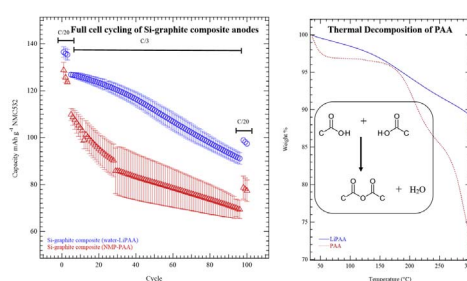 Full cell cycling of Si-graphite composite anodes
C/20
C/3
140
120
100
80
60
C/20
Capacity mAh g⁻¹ NMC532
Si-graphite composite (water-LiPAA)
Si-graphite composite (NMP-PAA)
0
20
40
60
80
100
Cycle
Thermal Decomposition of PAA
100
95
90
85
80
75
Weight/%
O
O
+
C
OH
HO
C
O
O
C
O
C
+ H₂O
LiPAA
PAA
50
100
150
200
250
Temperature (°C)